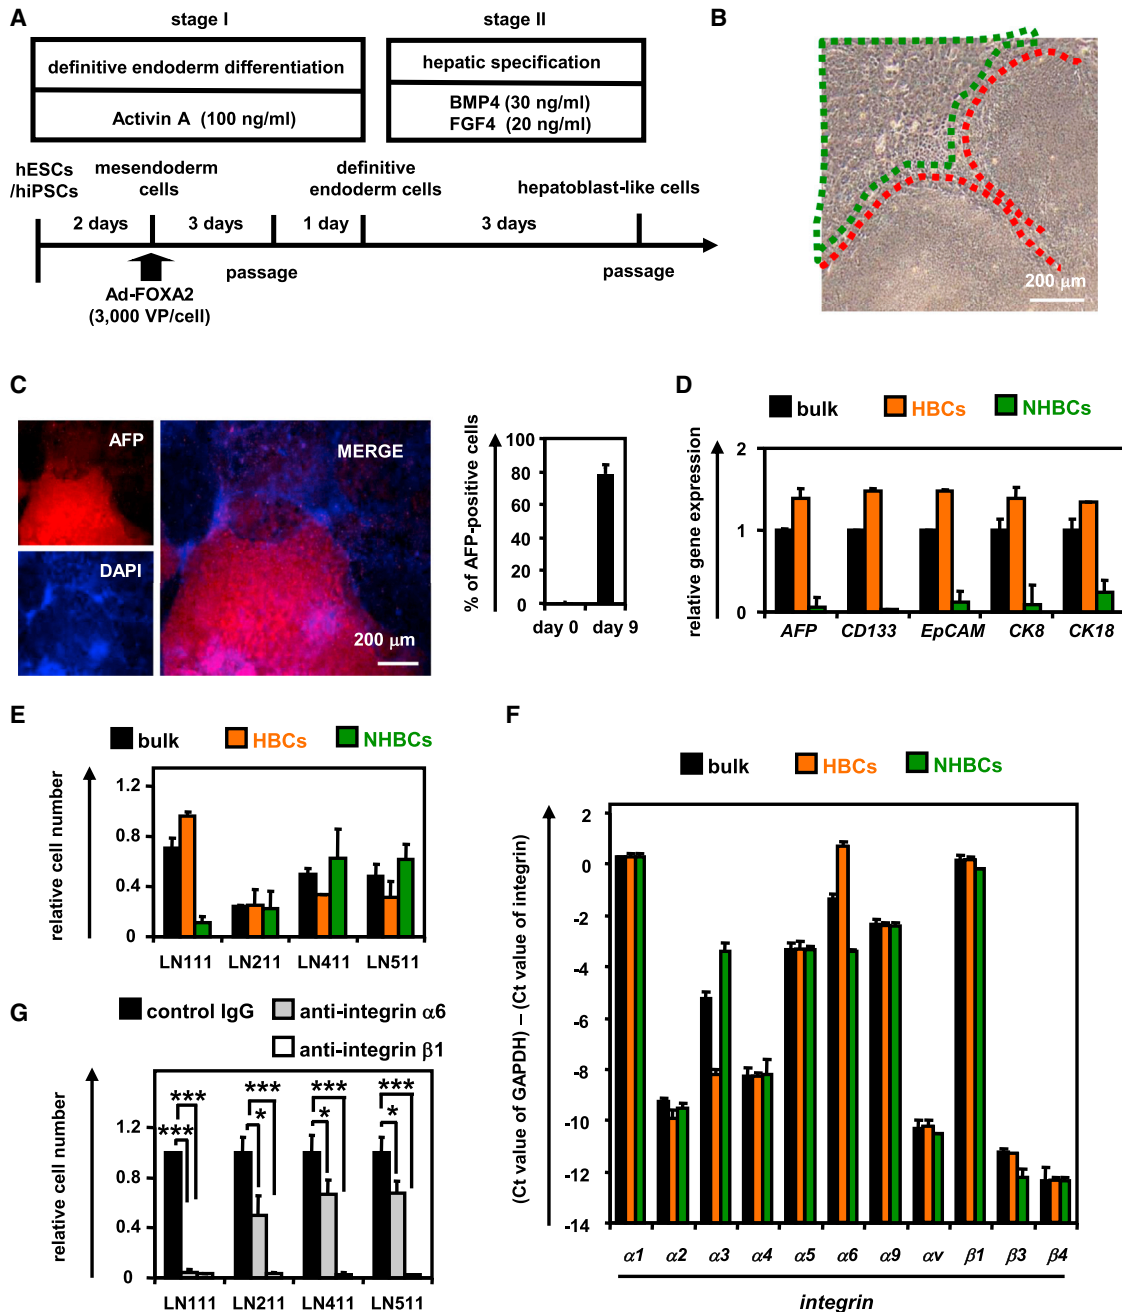 A
stage I
stage II
definitive endoderm differentiation
Activin A (100 ng/ml)
hepatic specification
BMP4 (30 ng/ml)
FGF4 (20 ng/ml)
hESCs
/hiPSCs
mesendoderm
cells
definitive
endoderm cells
hepatoblast-like cells
2 days
3 days
1 day
3 days
passage
passage
Ad-FOXA2
(3,000 VP/cell)
B
200 μm
C
AFP
DAPI
MERGE
200 μm
% of AFP-positive cells
100
80
60
40
20
0
day 0
day 9
D
bulk
HBCs
NHBCs
relative gene expression
2
1
0
AFP
CD133
EpCAM
CK8
CK18
E
bulk
HBCs
NHBCs
relative cell number
1.2
0.8
0.4
0
LN111
LN211
LN411
LN511
F
bulk
HBCs
NHBCs
(Ct value of GAPDH) – (Ct value of integrin)
2
0
-2
-4
-6
-8
-10
-12
-14
α1
α2
α3
α4
α5
α6
α9
αv
β1
β3
β4
integrin
G
control IgG
anti-integrin α6
anti-integrin β1
relative cell number
1.2
0.8
0.4
0
***
***
***
*
***
*
***
*
LN111
LN211
LN411
LN511